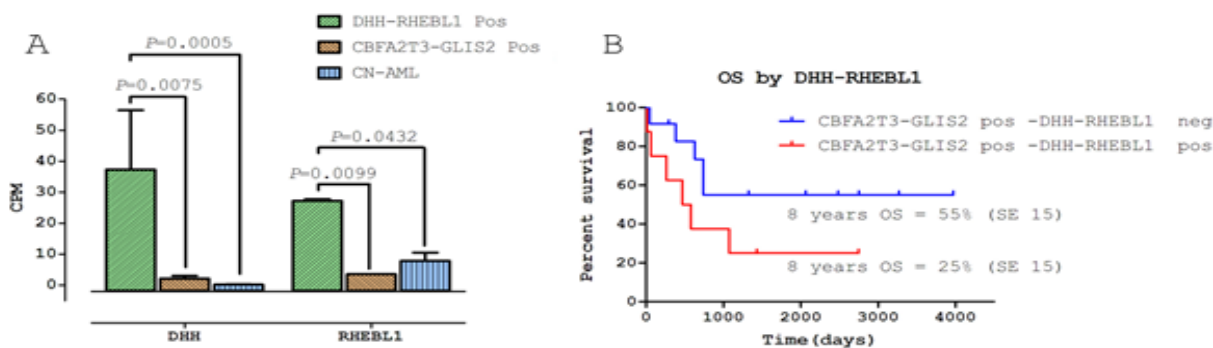 A
DHH-RHEBL1 Pos
CBFA2T3-GLIS2 Pos
CN-AML
P=0.0005
P=0.0075
P=0.0432
P=0.0099
60
50
40
30
20
10
0
CPM
DHH
RHEBL1
B
OS by DHH-RHEBL1
CBFA2T3-GLIS2 pos -DHH-RHEBL1 neg
CBFA2T3-GLIS2 pos -DHH-RHEBL1 pos
100
80
60
40
20
0
Percent survival
8 years OS = 55% (SE 15)
8 years OS = 25% (SE 15)
0 1000 2000 3000 4000
Time(days)